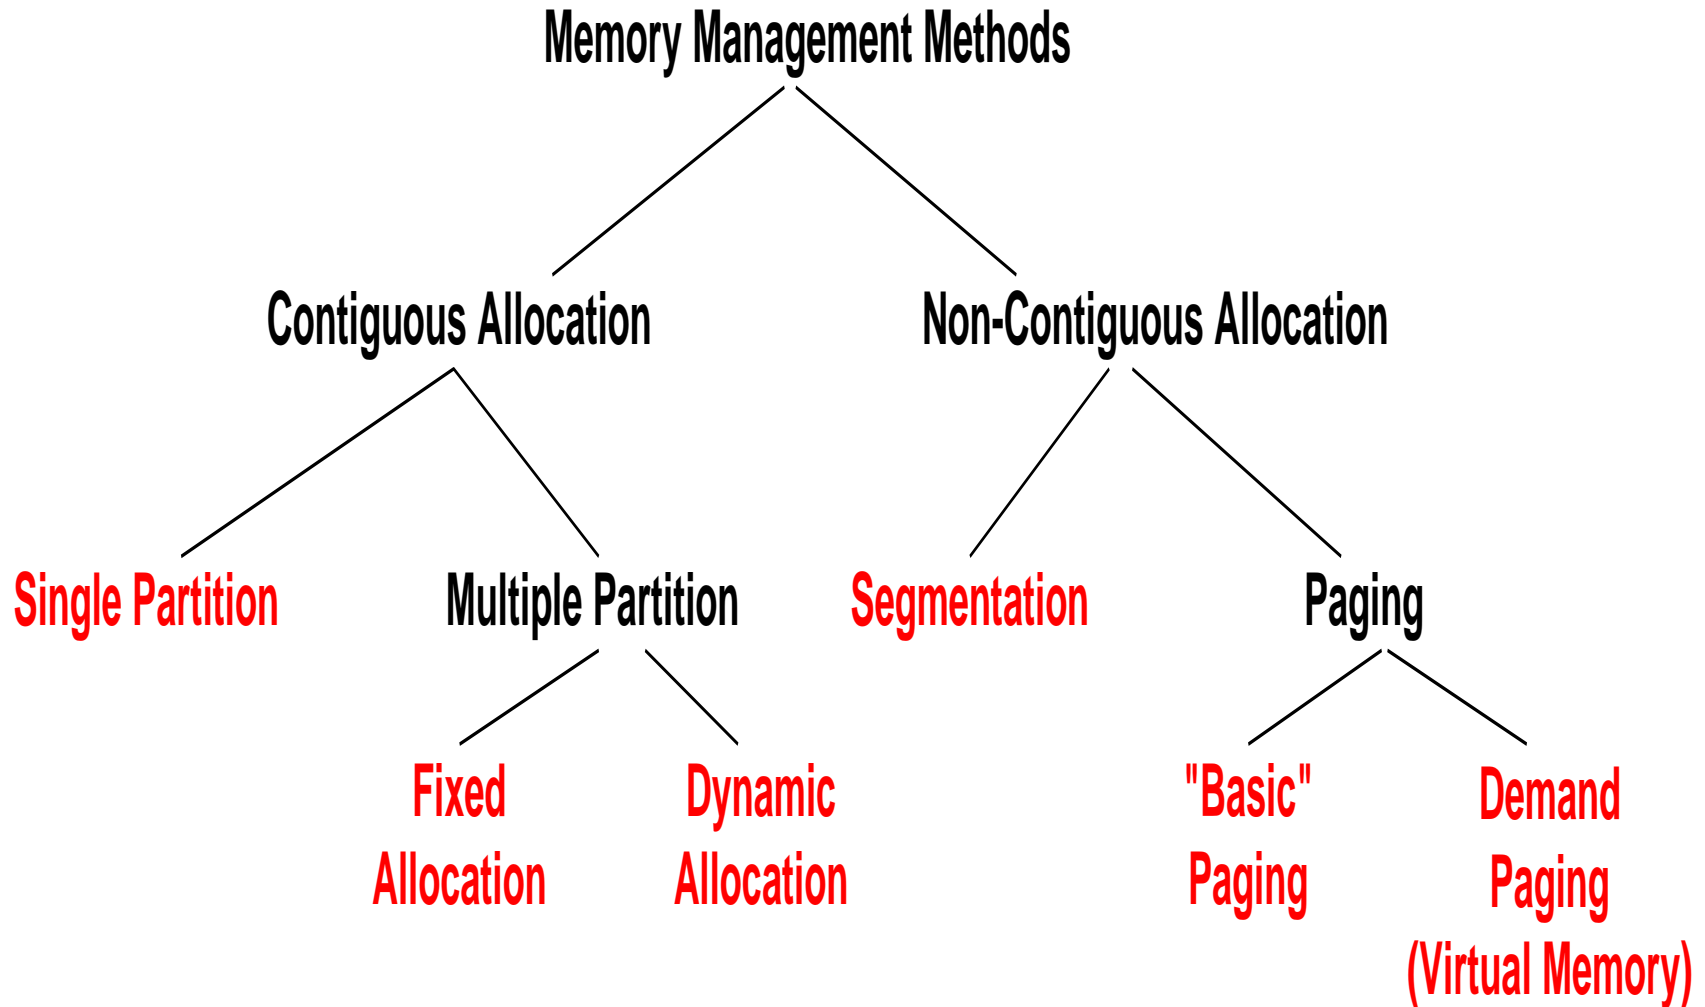 Memory Management Methods
Contiguous Allocation
Non-Contiguous Allocation
Single Partition
Multiple Partition
Segmentation
Paging
Fixed
Allocation
Dynamic
Allocation
"Basic"
Paging
Demand
Paging
(Virtual Memory)